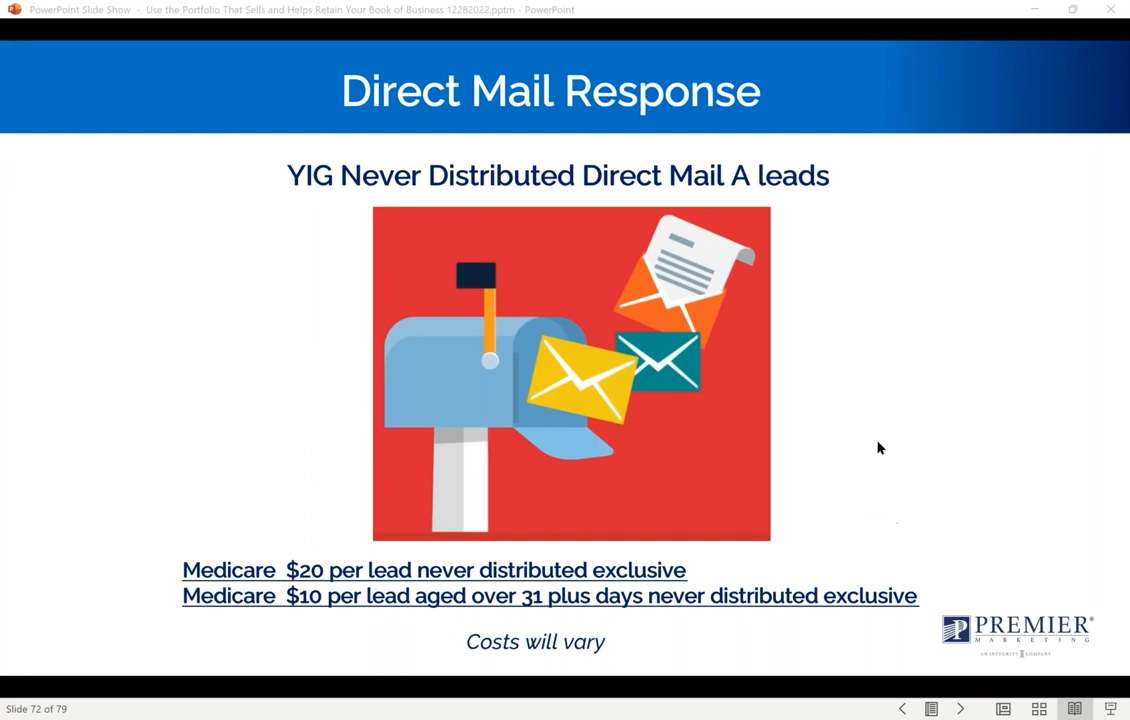 PowerPoint Slide Show - Use the Portfolio That Sells and Helps Retain Your Book of Business 12282022.pptm - PowerPoint
Direct Mail Response
YIG Never Distributed Direct Mail A leads
Medicare $20 per lead never distributed exclusive
Medicare $10 per lead aged over 31 plus days never distributed exclusive
Costs will vary
PREMIER®
MARKETING
AN INTEGRITY COMPANY
Slide 72 of 79